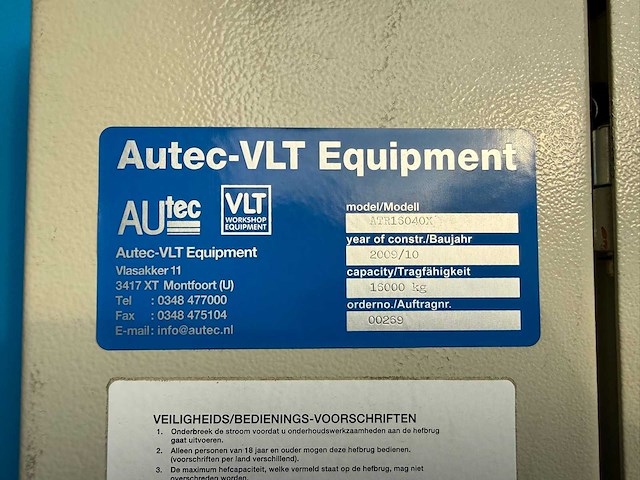 Autec-VLT Equipment
AUtec
VLT
WORKSHOP
EQUIPMENT
Autec-VLT Equipment
Vlasakker 11
3417 XT Montfoort (U)
Tel : 0348 477000
Fax : 0348 475104
E-mail : info@autec.nl
model/Modell
ATR16040M
year of constr./Baujahr
2009/10
capacity/Tragfähigkeit
16000 kg
orderno./Auftragnr.
00269
VEILIGHEIDS/BEDIENINGS-VOORSCHRIFTEN
1. Onderbreek de stroom voordat u onderhoudswerkzaamheden aan de hefbrug
gaat uitvoeren.
2. Alleen personen van 18 jaar en ouder mogen deze hefbrug bedienen.
(voorschriften per land verschillend).
3. De maximum hefcapaciteit, welke vermeld staat op de hefbrug, mag niet
overschreden worden.